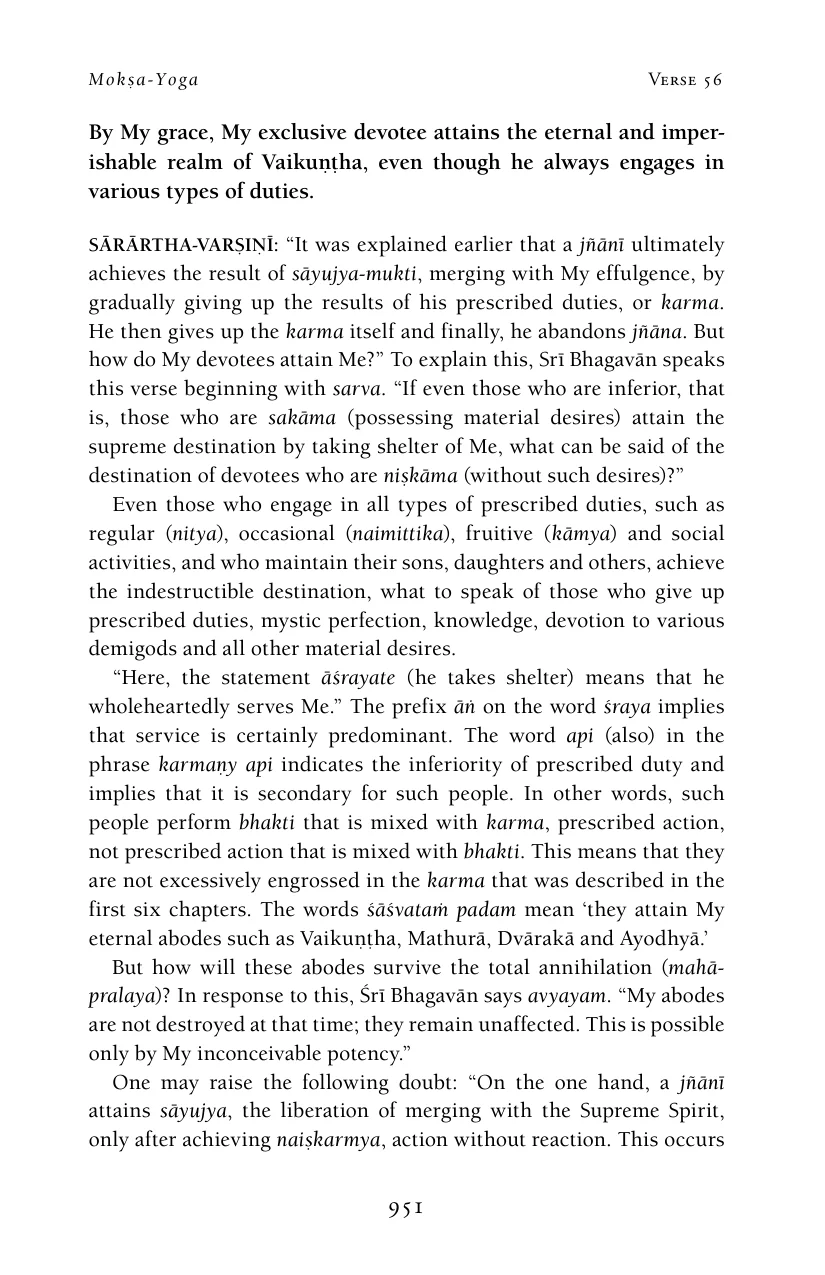 Mokṣa-Yoga Verse 56
By My grace, My exclusive devotee attains the eternal and imper-
ishable realm of Vaikuṇṭha, even though he always engages in
various types of duties.
SĀRĀRTHA-VARṢIṆĪ: “It was explained earlier that a jñānī ultimately
achieves the result of sāyujya-mukti, merging with My effulgence, by
gradually giving up the results of his prescribed duties, or karma.
He then gives up the karma itself and finally, he abandons jñāna. But
how do My devotees attain Me?” To explain this, Srī Bhagavān speaks
this verse beginning with sarva. “If even those who are inferior, that
is, those who are sakāma (possessing material desires) attain the
supreme destination by taking shelter of Me, what can be said of the
destination of devotees who are niṣkāma (without such desires)?”
Even those who engage in all types of prescribed duties, such as
regular (nitya), occasional (naimittika), fruitive (kāmya) and social
activities, and who maintain their sons, daughters and others, achieve
the indestructible destination, what to speak of those who give up
prescribed duties, mystic perfection, knowledge, devotion to various
demigods and all other material desires.
“Here, the statement āśrayate (he takes shelter) means that he
wholeheartedly serves Me.” The prefix āṅ on the word śraya implies
that service is certainly predominant. The word api (also) in the
phrase karmaṇy api indicates the inferiority of prescribed duty and
implies that it is secondary for such people. In other words, such
people perform bhakti that is mixed with karma, prescribed action,
not prescribed action that is mixed with bhakti. This means that they
are not excessively engrossed in the karma that was described in the
first six chapters. The words śāśvataṁ padam mean ‘they attain My
eternal abodes such as Vaikuṇṭha, Mathurā, Dvārakā and Ayodhyā.’
But how will these abodes survive the total annihilation (mahā-
pralaya)? In response to this, Śrī Bhagavān says avyayam. “My abodes
are not destroyed at that time; they remain unaffected. This is possible
only by My inconceivable potency.”
One may raise the following doubt: “On the one hand, a jñānī
attains sāyujya, the liberation of merging with the Supreme Spirit,
only after achieving naiṣkarmya, action without reaction. This occurs
951